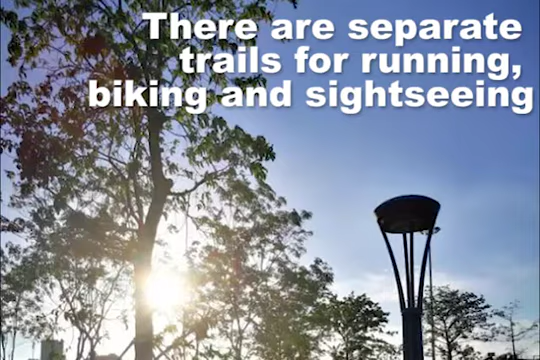 There are separate
trails for running,
biking and sightseeing